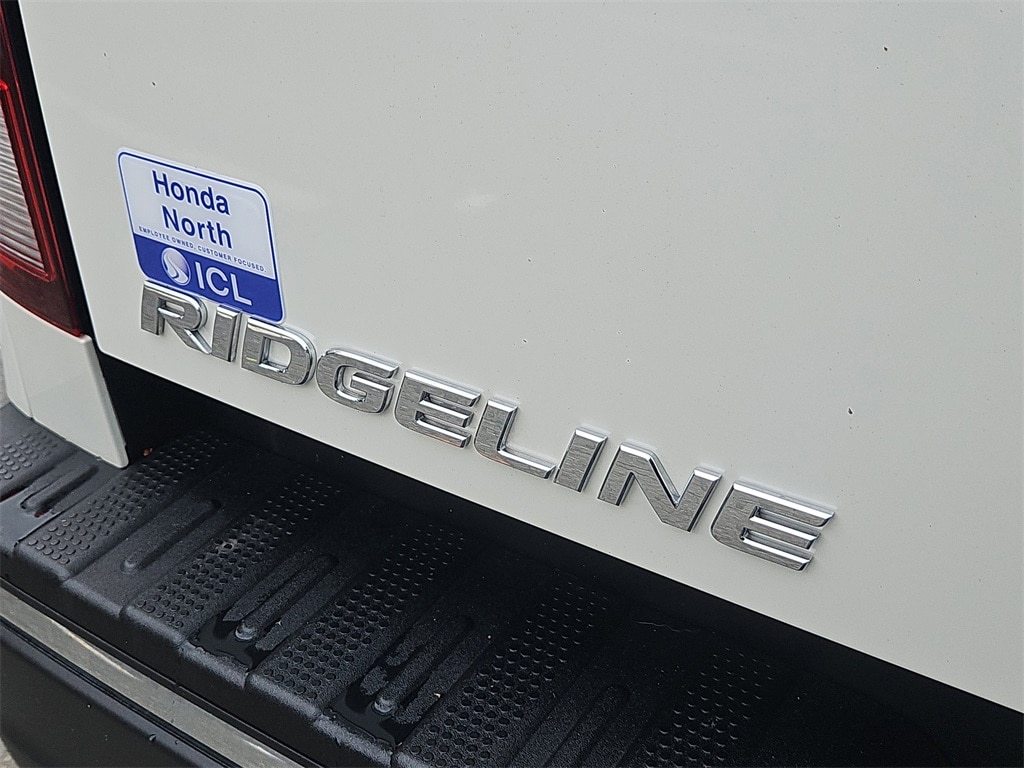 Honda
North
EMPLOYEE OWNED. CUSTOMER FOCUSED.
ICL
RIDGELINE